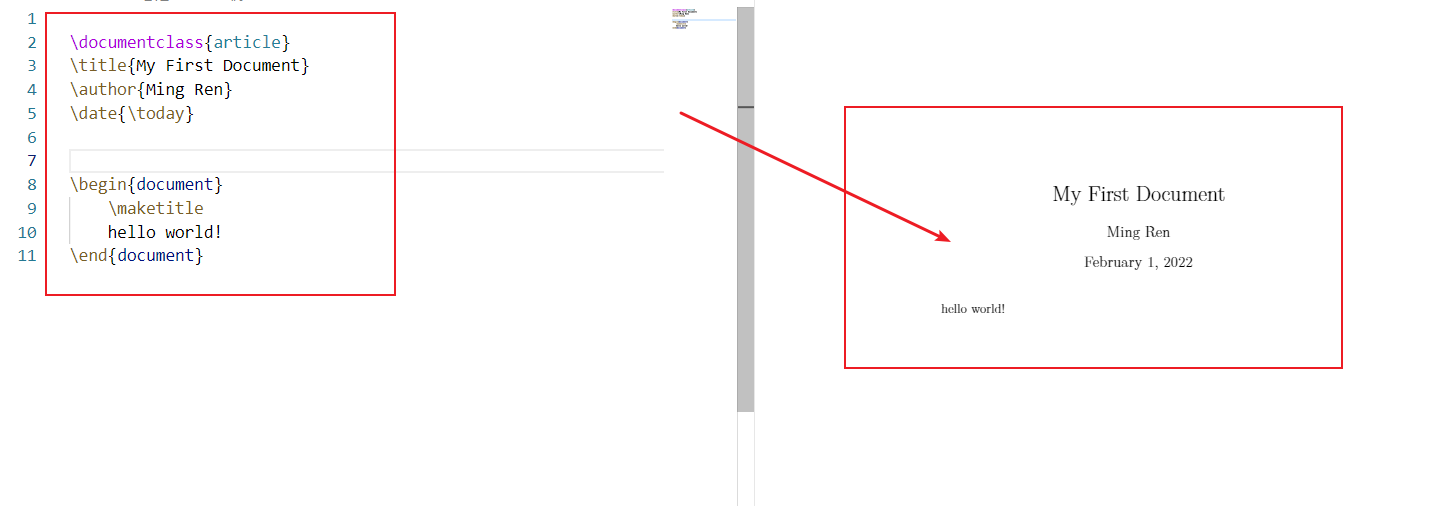 1
2 \documentclass{article}
3 \title{My First Document}
4 \author{Ming Ren}
5 \date{\today}
6
7
8 \begin{document}
9 \maketitle
10 hello world!
11 \end{document}
My First Document
Ming Ren
February 1, 2022
hello world!